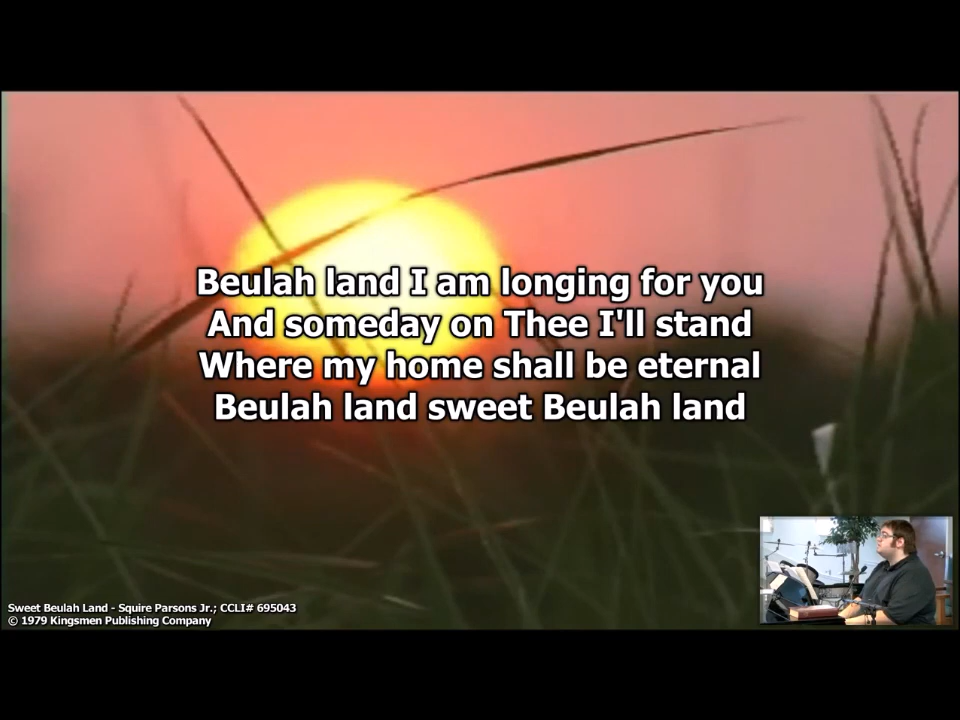 Beulah land I am longing for you
And someday on Thee I'll stand
Where my home shall be eternal
Beulah land sweet Beulah land
Sweet Beulah Land - Squire Parsons Jr.; CCLI# 695043
© 1979 Kingsmen Publishing Company